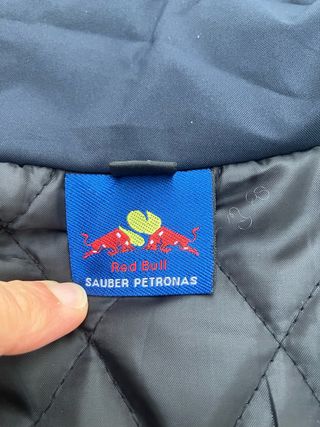 Red Bull
SAUBER PETRONAS